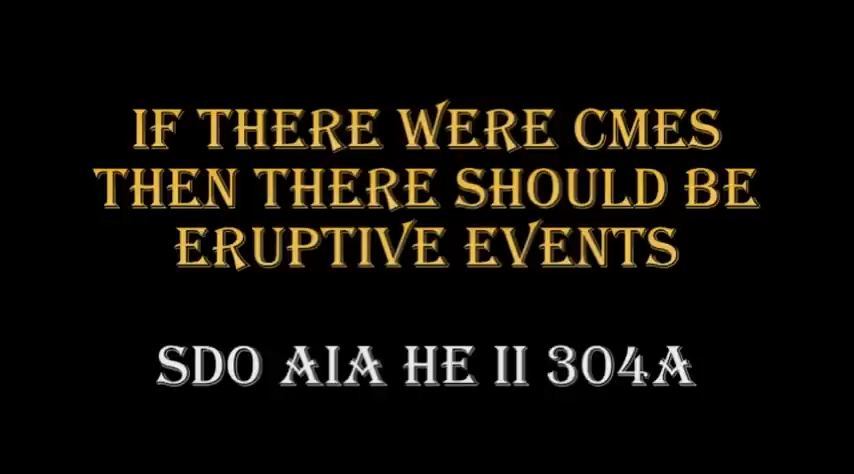 IF THERE WERE CMES
THEN THERE SHOULD BE
ERUPTIVE EVENTS
SDO AIA HE II 304A